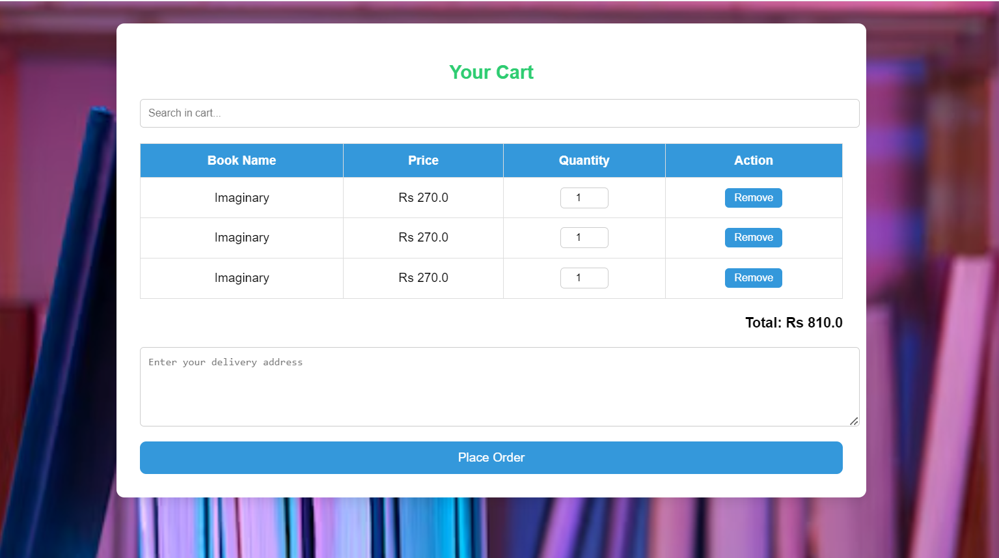 Your Cart
Search in cart...
Book Name Price Quantity Action
Imaginary Rs 270.0 1 Remove
Imaginary Rs 270.0 1 Remove
Imaginary Rs 270.0 1 Remove
Total: Rs 810.0
Enter your delivery address
Place Order